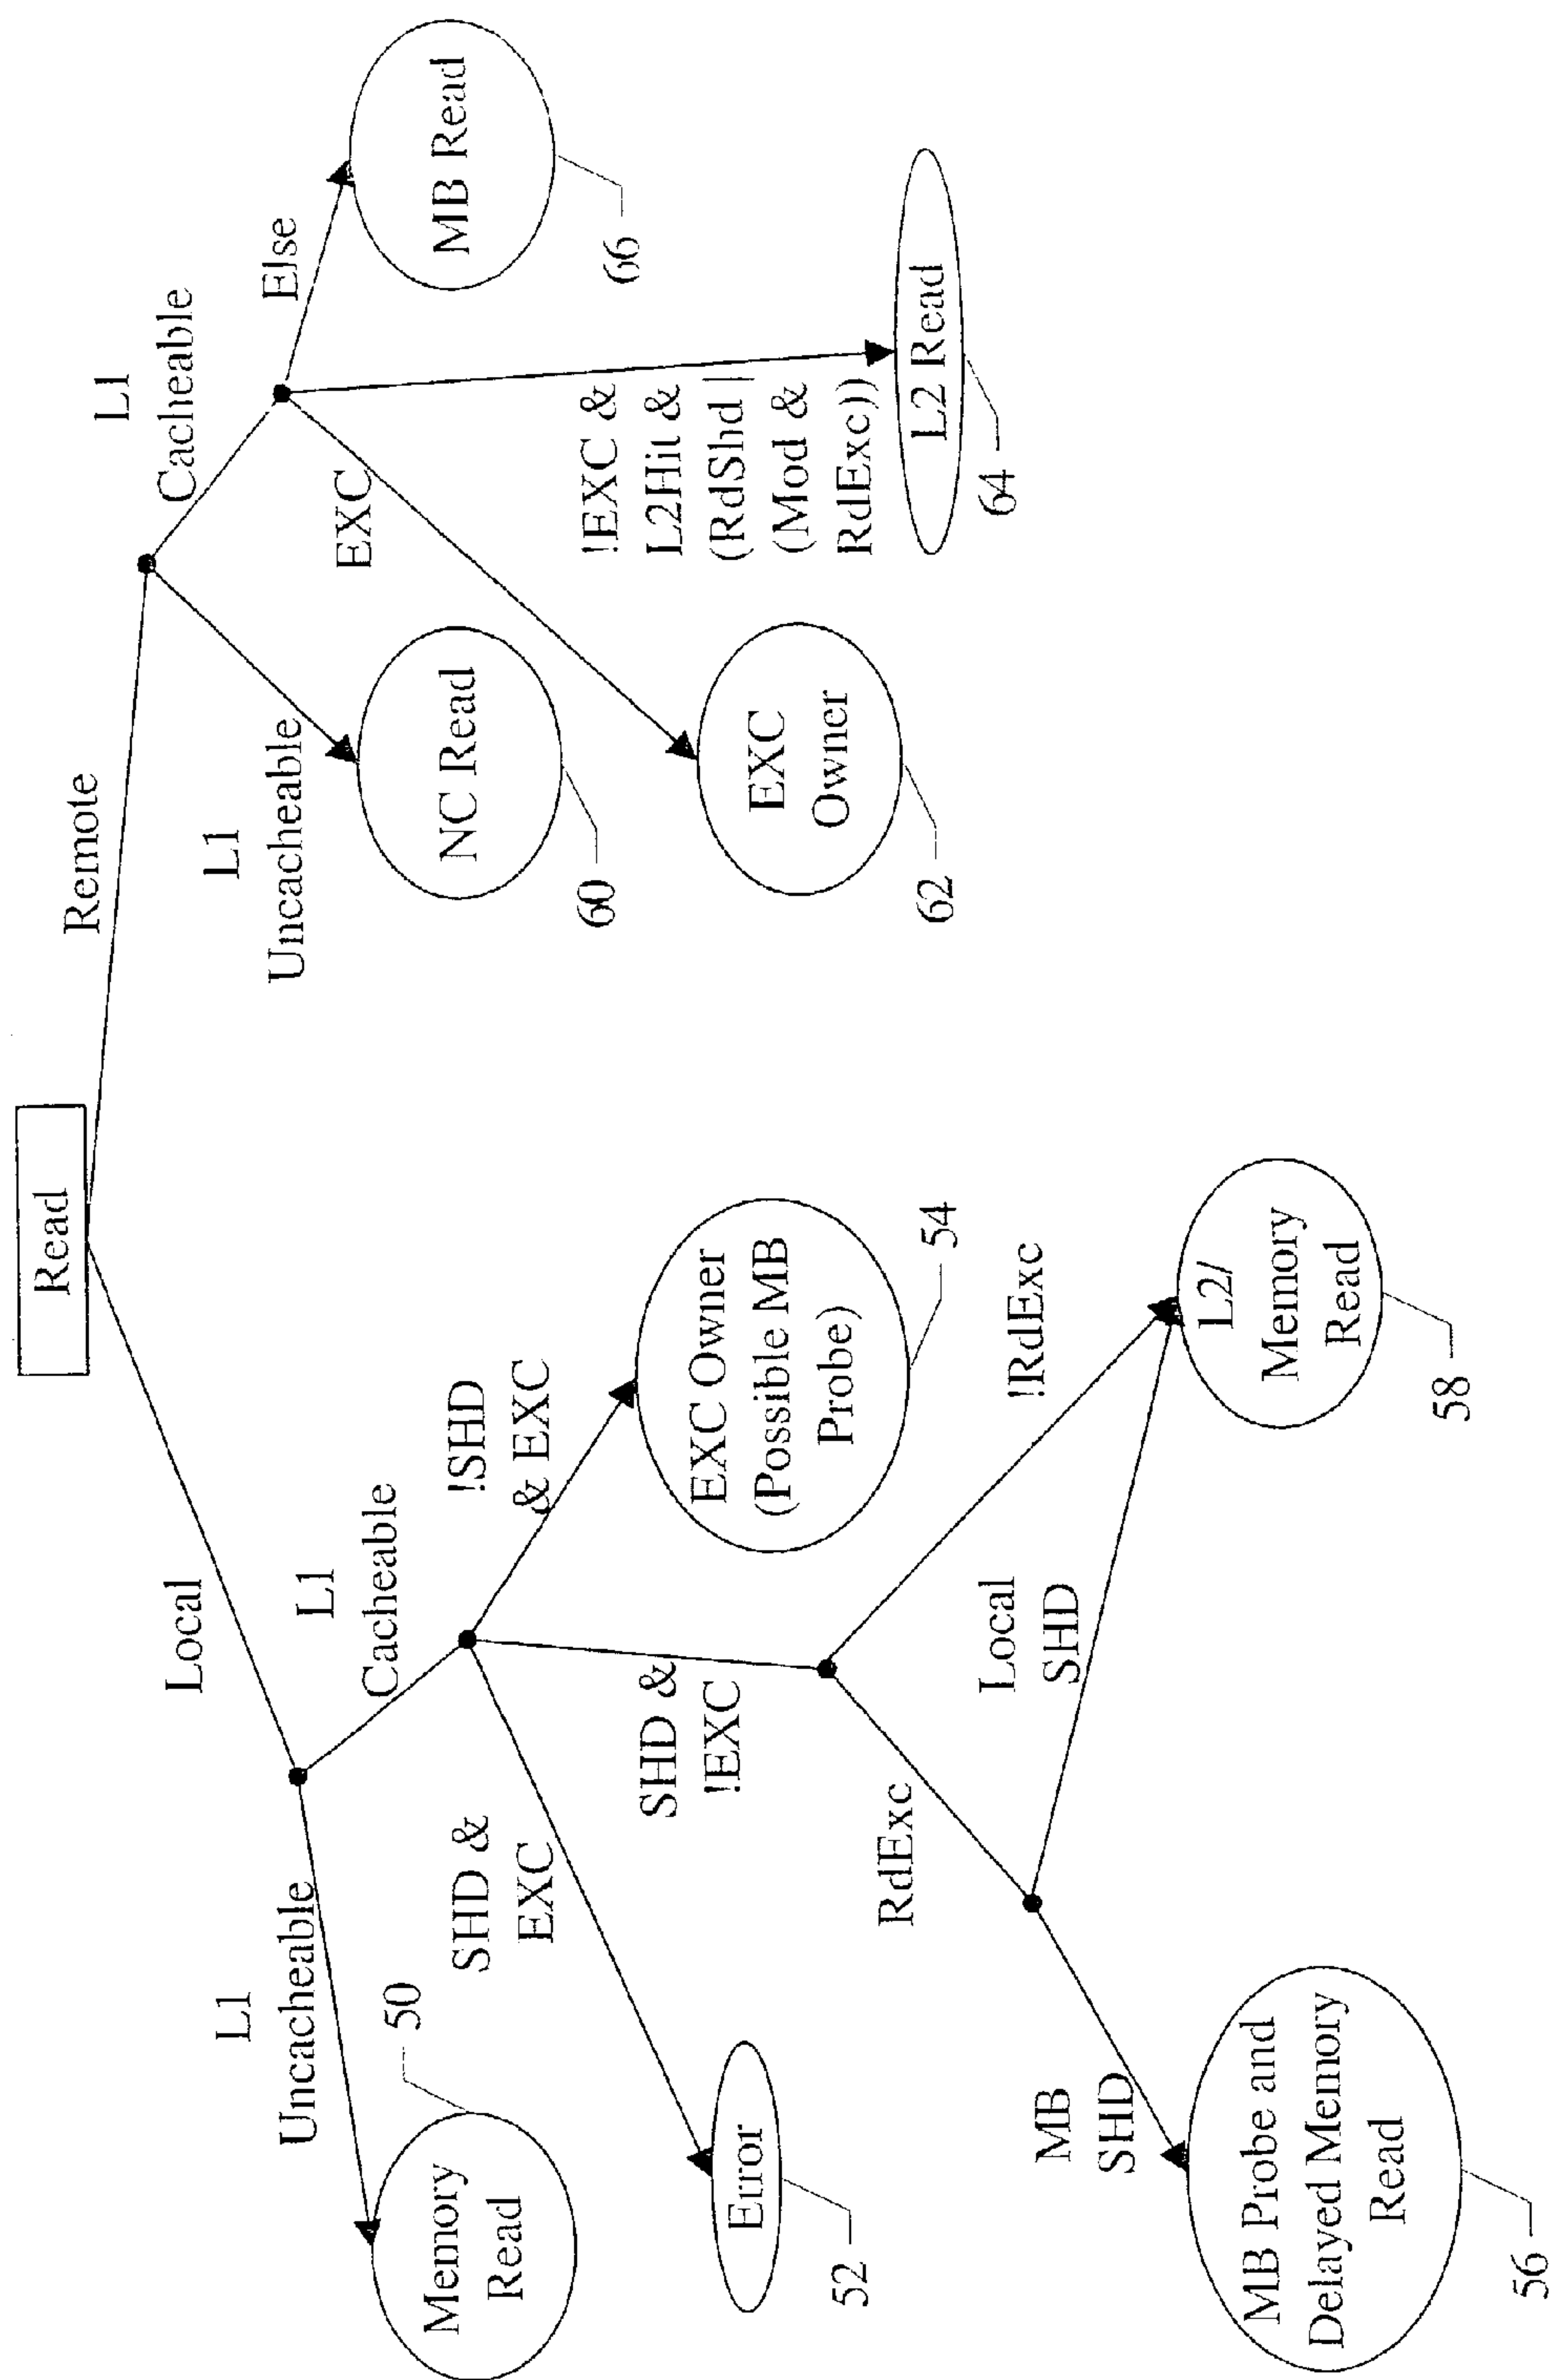 Read
Local
Remote
L1
Uncacheable
L1
Cacheable
Memory
Read
50
SHD &
EXC
SHD &
!EXC
!SHD
& EXC
Error
52
EXC Owner
(Possible MB
Probe)
54
RdExc
!RdExc
MB
SHD
Local
SHD
MB Probe and
Delayed Memory
Read
56
L2/
Memory
Read
58
L1
Uncacheable
L1
Cacheable
NC Read
60
EXC
Else
EXC
Owner
62
!EXC &
L2Hit &
(RdShd |
(Mod &
RdExc))
L2 Read
64
MB Read
66